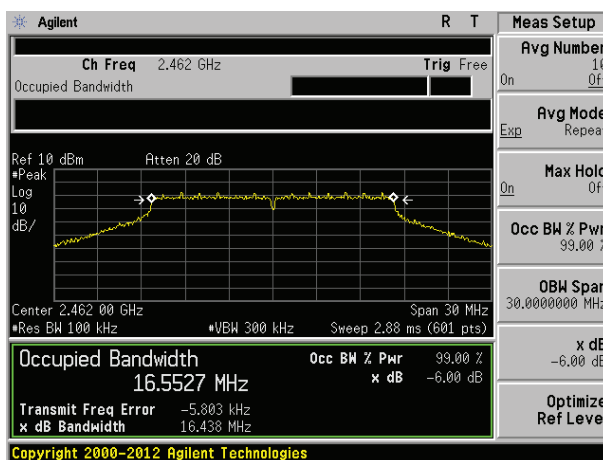 Agilent R T Meas Setup
Ch Freq 2.462 GHz Trig Free
Occupied Bandwidth
Avg Number
10
On Off
Avg Mode
Exp Repeat
Max Hold
On Off
Occ BW % Pwr
99.00 %
OBW Span
30.0000000 MHz
x dB
-6.00 dB
Optimize
Ref Level
Ref 10 dBm Atten 20 dB
#Peak
Log
10
dB/
Center 2.462 00 GHz Span 30 MHz
#Res BW 100 kHz #VBW 300 kHz Sweep 2.88 ms (601 pts)
Occupied Bandwidth Occ BW % Pwr 99.00 %
16.5527 MHz x dB -6.00 dB
Transmit Freq Error -5.803 kHz
x dB Bandwidth 16.438 MHz
Copyright 2000-2012 Agilent Technologies